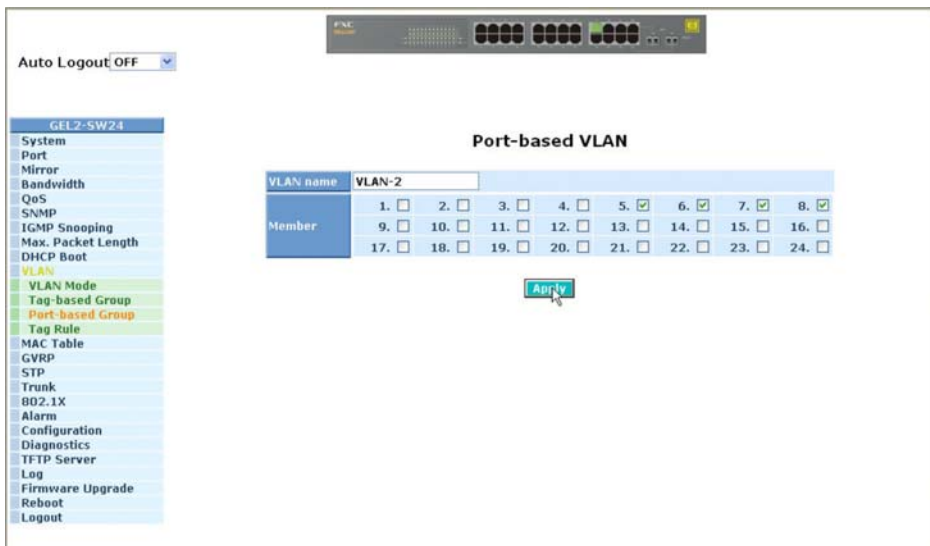 FXC
Auto Logout OFF
GEL2-SW24
System
Port
Mirror
Bandwidth
QoS
SNMP
IGMP Snooping
Max. Packet Length
DHCP Boot
VLAN
VLAN Mode
Tag-based Group
Port-based Group
Tag Rule
MAC Table
GVRP
STP
Trunk
802.1X
Alarm
Configuration
Diagnostics
TFTP Server
Log
Firmware Upgrade
Reboot
Logout
Port-based VLAN
VLAN name VLAN-2
Member
1. 2. 3. 4. 5. 6. 7. 8.
9. 10. 11. 12. 13. 14. 15. 16.
17. 18. 19. 20. 21. 22. 23. 24.
Apply